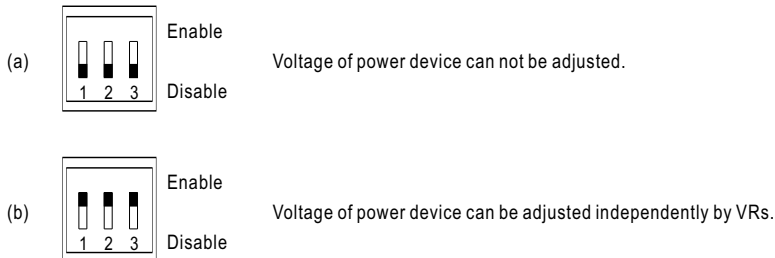 Enable
(a) Voltage of power device can not be adjusted.
1 2 3 Disable
Enable
(b) Voltage of power device can be adjusted independently by VRs.
1 2 3 Disable